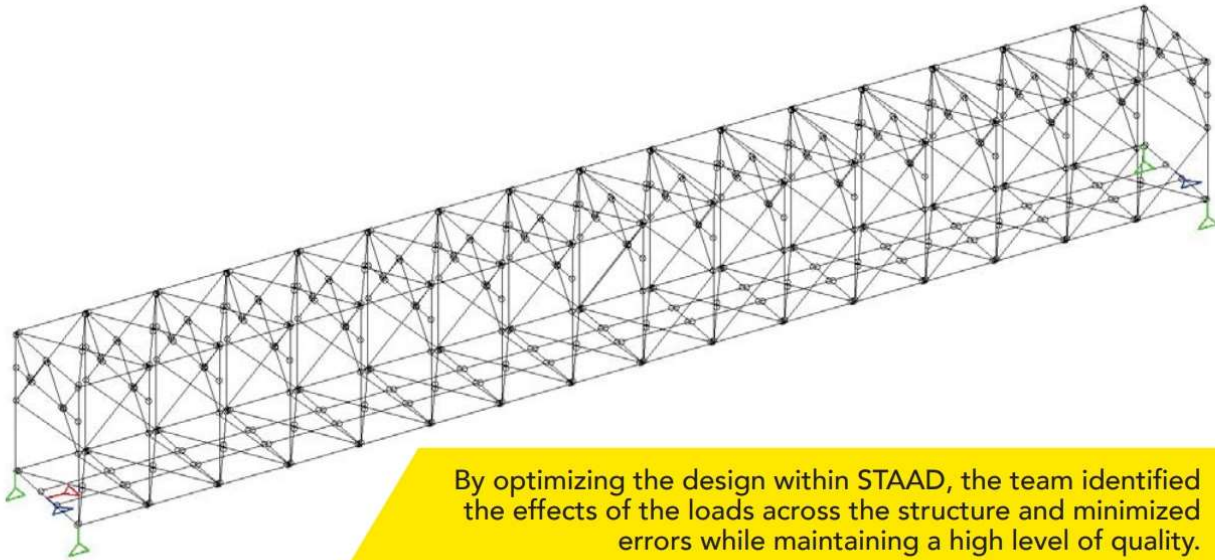 By optimizing the design within STAAD, the team identified
the effects of the loads across the structure and minimized
errors while maintaining a high level of quality.